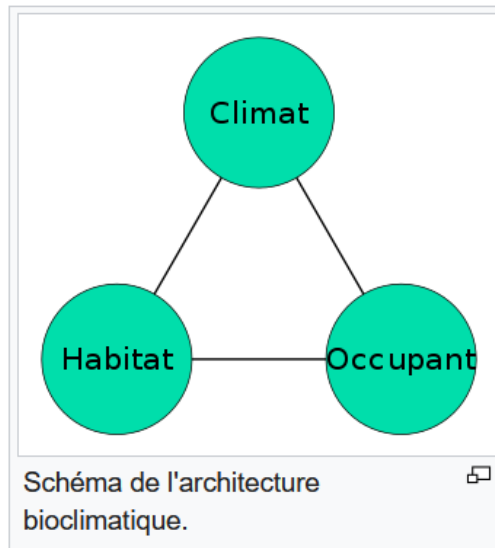 Climat
Habitat
Occupant
Schéma de l'architecture
bioclimatique.